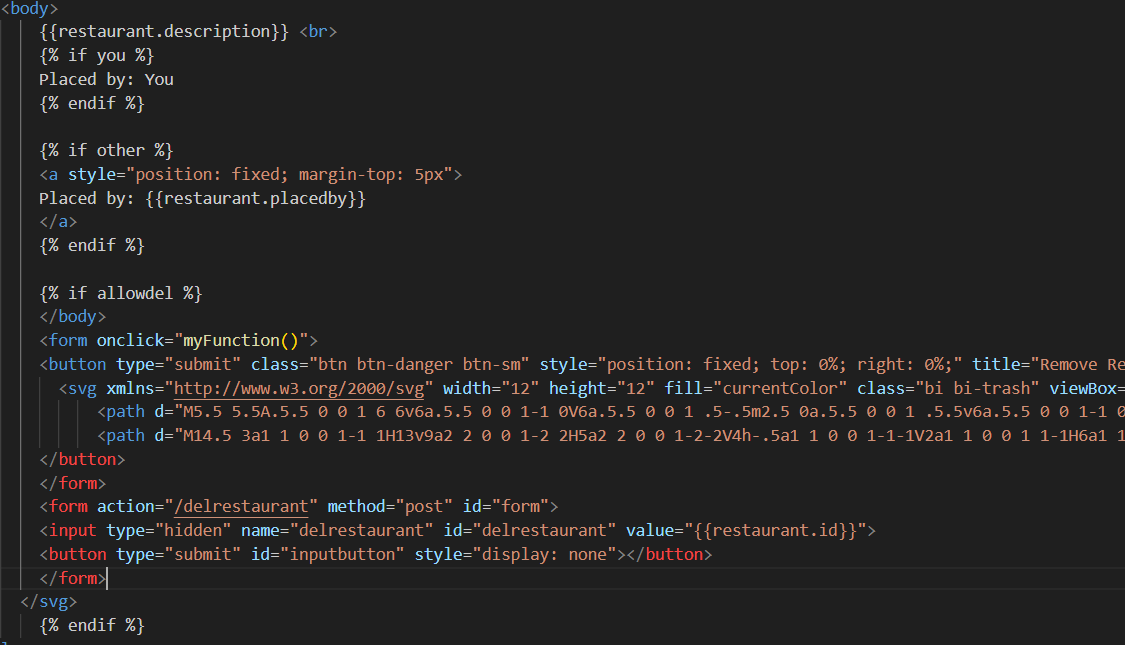 <body>
{{restaurant.description}} <br>
{% if you %}
Placed by: You
{% endif %}
{% if other %}
<a style="position: fixed; margin-top: 5px">
Placed by: {{restaurant.placedby}}
</a>
{% endif %}
{% if allowdel %}
</body>
<form onclick="myFunction()">
<button type="submit" class="btn btn-danger btn-sm" style="position: fixed; top: 0%; right: 0%;" title="Remove Re
<svg xmlns="http://www.w3.org/2000/svg" width="12" height="12" fill="currentColor" class="bi bi-trash" viewBox=
<path d="M5.5 5.5A.5.5 0 0 1 6 6v6a.5.5 0 0 1-1 0V6a.5.5 0 0 1 .5-.5m2.5 0a.5.5 0 0 1 .5.5v6a.5.5 0 0 1-1 0
<path d="M14.5 3a1 1 0 0 1-1 1H13v9a2 2 0 0 1-2 2H5a2 2 0 0 1-2-2V4h-.5a1 1 0 0 1-1-1V2a1 1 0 0 1 1-1H6a1 1
</button>
</form>
<form action="/delrestaurant" method="post" id="form">
<input type="hidden" name="delrestaurant" id="delrestaurant" value="{{restaurant.id}}">
<button type="submit" id="inputbutton" style="display: none"></button>
</form>
</svg>
{% endif %}